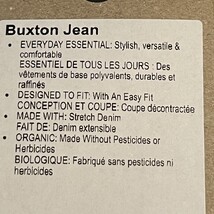 Buxton Jean
• EVERYDAY ESSENTIAL: Stylish, versatile &
comfortable
ESSENTIEL DE TOUS LES JOURS : Des
vêtements de base polyvalents, durables et
raffinés
• DESIGNED TO FIT: With An Easy Fit
CONCEPTION ET COUPE: Coupe décontractée
• MADE WITH: Stretch Denim
FAIT DE: Denim extensible
• ORGANIC: Made Without Pesticides or
Herbicides
BIOLOGIQUE: Fabriqué sans pesticides ni
herbicides